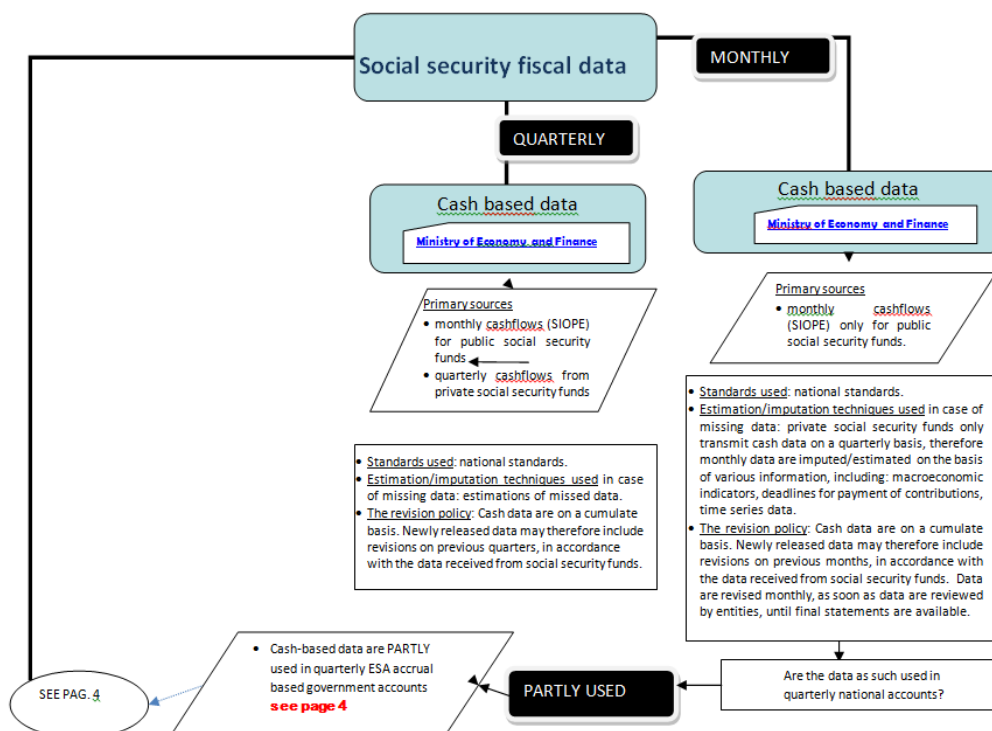 Social security fiscal data
MONTHLY
QUARTERLY
Cash based data
Ministry of Economy and Finance
Primary sources
• monthly cashflows (SIOPE)
for public social security
funds
• quarterly cashflows from
private social security funds
• Standards used: national standards.
• Estimation/imputation techniques used in case
of missing data: estimations of missed data.
• The revision policy: Cash data are on a cumulate
basis. Newly released data may therefore include
revisions on previous quarters, in accordance
with the data received from social security funds.
Cash based data
Ministry of Economy and Finance
Primary sources
• monthly cashflows
(SIOPE) only for public
social security funds.
• Standards used: national standards.
• Estimation/imputation techniques used in case of
missing data: private social security funds only
transmit cash data on a quarterly basis, therefore
monthly data are imputed/estimated on the basis
of various information, including: macroeconomic
indicators, deadlines for payment of contributions,
time series data.
• The revision policy: Cash data are on a cumulate
basis. Newly released data may therefore include
revisions on previous months, in accordance with
the data received from social security funds. Data
are revised monthly, as soon as data are reviewed
by entities, until final statements are available.
Are the data as such used in
quarterly national accounts?
PARTLY USED
• Cash-based data are PARTLY
used in quarterly ESA accrual
based government accounts
see page 4
SEE PAG. 4